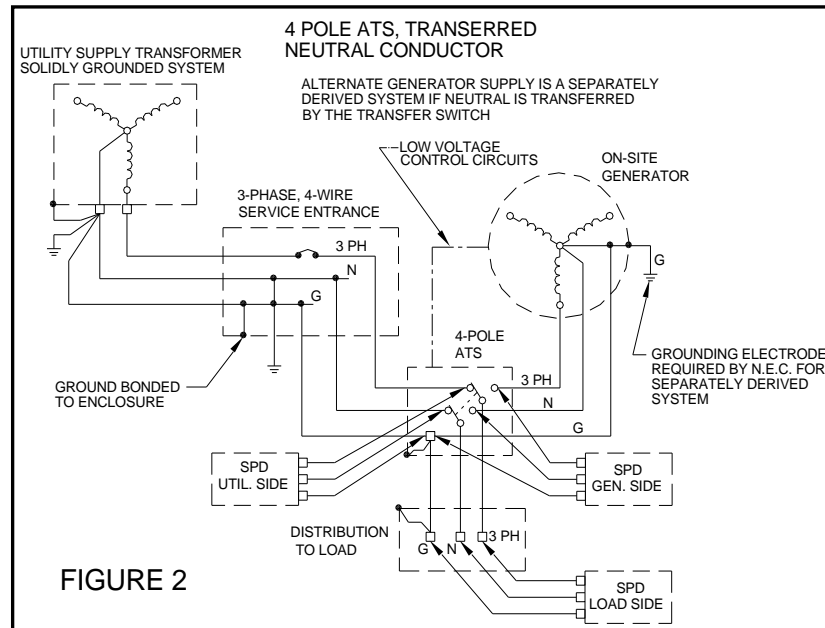 4 POLE ATS, TRANSERRED
NEUTRAL CONDUCTOR
UTILITY SUPPLY TRANSFORMER
SOLIDLY GROUNDED SYSTEM
ALTERNATE GENERATOR SUPPLY IS A SEPARATELY
DERIVED SYSTEM IF NEUTRAL IS TRANSFERRED
BY THE TRANSFER SWITCH
LOW VOLTAGE
CONTROL CIRCUITS
ON-SITE
GENERATOR
3-PHASE, 4-WIRE
SERVICE ENTRANCE
3 PH
N
G
G
4-POLE
ATS
GROUND BONDED
TO ENCLOSURE
3 PH
N
G
GROUNDING ELECTRODE
REQUIRED BY N.E.C. FOR
SEPARATELY DERIVED
SYSTEM
SPD
UTIL. SIDE
SPD
GEN. SIDE
DISTRIBUTION
TO LOAD
G N 3 PH
SPD
LOAD SIDE
FIGURE 2